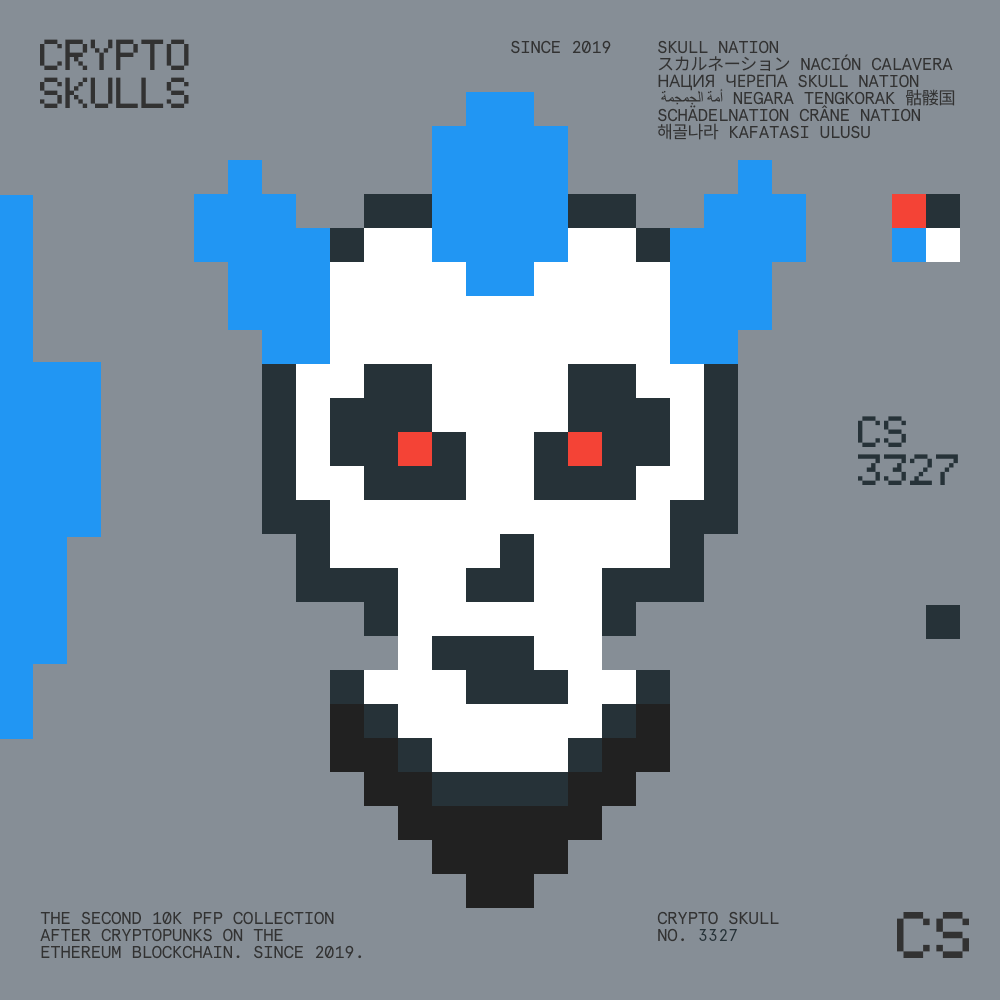 CRYPTO
SKULLS
SINCE 2019
SKULL NATION
スカルネーション NACIÓN CALAVERA
НАЦИЯ ЧЕРЕПА SKULL NATION
أمة الجمجمة NEGARA TENGKORAK 骷髅国
SCHÄDELNATION CRÂNE NATION
해골나라 KAFATASI ULUSU
CS
3327
THE SECOND 10K PFP COLLECTION
AFTER CRYPTOPUNKS ON THE
ETHEREUM BLOCKCHAIN. SINCE 2019.
CRYPTO SKULL
NO. 3327
CS